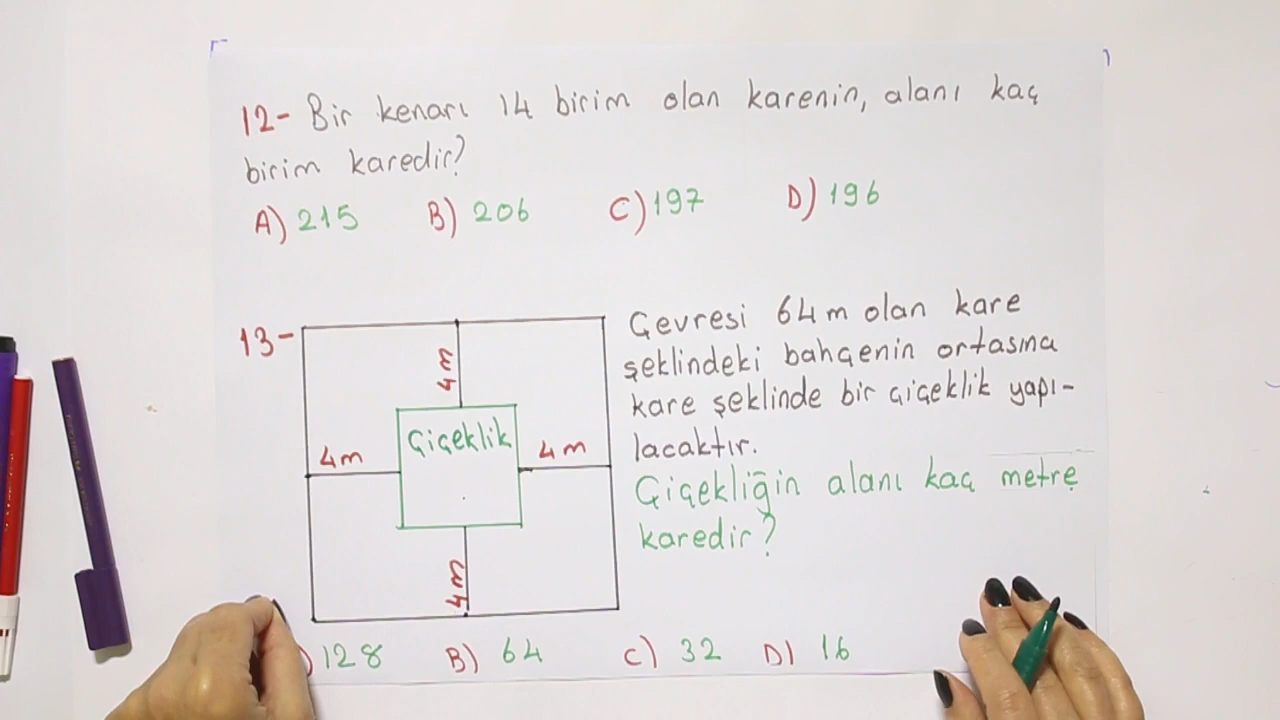 12- Bir kenarı 14 birim olan karenin, alanı kaç
birim karedir?
A) 215 B) 206 C) 197 D) 196
13-
4m
Çiçeklik
4m 4m
4m
Çevresi 64m olan kare
şeklindeki bahçenin ortasına
kare şeklinde bir çiçeklik yapı-
lacaktır.
Çiçekliğin alanı kaç metre
karedir?
) 128 B) 64 C) 32 D) 16